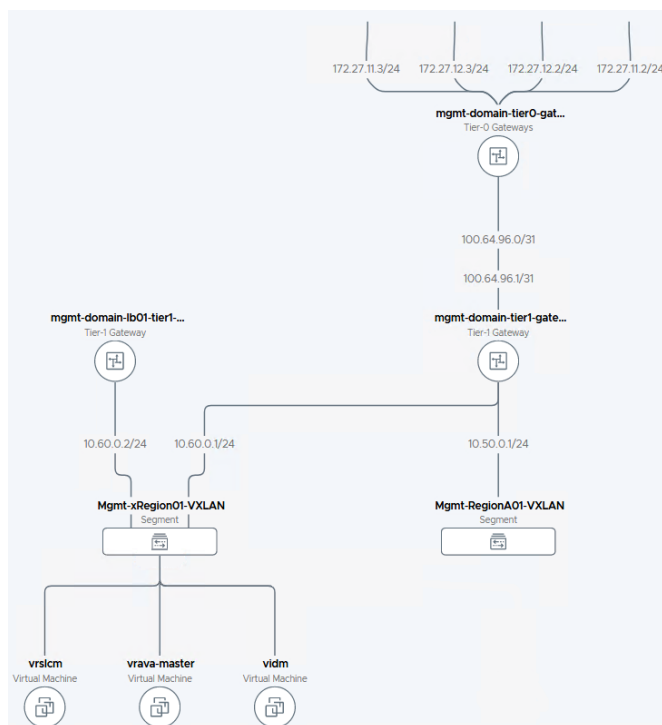 172.27.11.3/24 172.27.12.3/24 172.27.12.2/24 172.27.11.2/24
mgmt-domain-tier0-gat...
Tier-0 Gateways
100.64.96.0/31
100.64.96.1/31
mgmt-domain-lb01-tier1-... mgmt-domain-tier1-gate...
Tier-1 Gateway Tier-1 Gateway
10.60.0.2/24 10.60.0.1/24 10.50.0.1/24
Mgmt-xRegion01-VXLAN Mgmt-RegionA01-VXLAN
Segment Segment
vrslcm vrava-master vidm
Virtual Machine Virtual Machine Virtual Machine